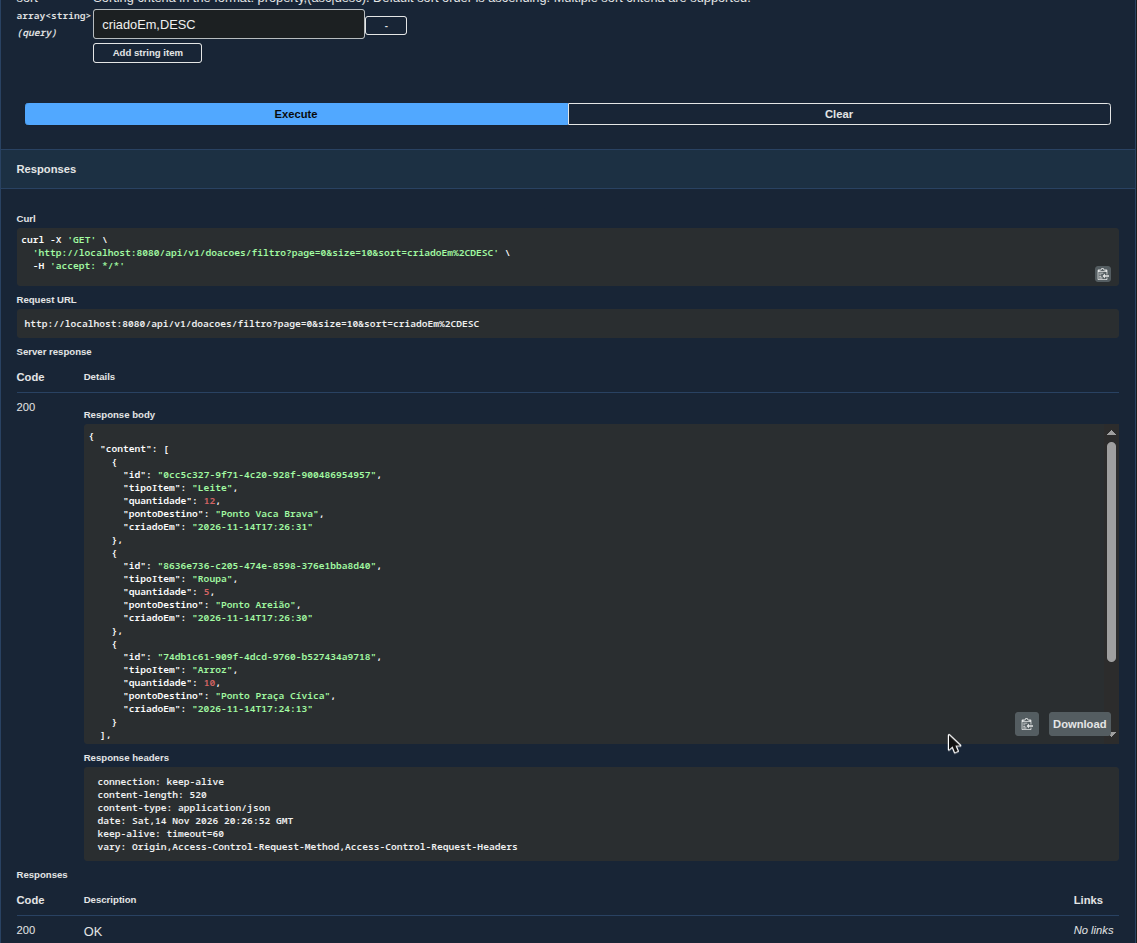 array<string>
(query)
criadoEm,DESC
-
Add string item
Execute
Clear
Responses
Curl
curl -X 'GET' \
  'http://localhost:8080/api/v1/doacoes/filtro?page=0&size=10&sort=criadoEm%2CDESC' \
  -H 'accept: */*'
Request URL
http://localhost:8080/api/v1/doacoes/filtro?page=0&size=10&sort=criadoEm%2CDESC
Server response
Code
Details
200
Response body
{
  "content": [
    {
      "id": "0cc5c327-9f71-4c20-928f-900486954957",
      "tipoItem": "Leite",
      "quantidade": 12,
      "pontoDestino": "Ponto Vaca Brava",
      "criadoEm": "2026-11-14T17:26:31"
    },
    {
      "id": "8636e736-c205-474e-8598-376e1bba8d40",
      "tipoItem": "Roupa",
      "quantidade": 5,
      "pontoDestino": "Ponto Areião",
      "criadoEm": "2026-11-14T17:26:30"
    },
    {
      "id": "74db1c61-909f-4dcd-9760-b527434a9718",
      "tipoItem": "Arroz",
      "quantidade": 10,
      "pontoDestino": "Ponto Praça Cívica",
      "criadoEm": "2026-11-14T17:24:13"
    }
  ],
Download
Response headers
connection: keep-alive
content-length: 520
content-type: application/json
date: Sat,14 Nov 2026 20:26:52 GMT
keep-alive: timeout=60
vary: Origin,Access-Control-Request-Method,Access-Control-Request-Headers
Responses
Code
Description
Links
200
OK
No links